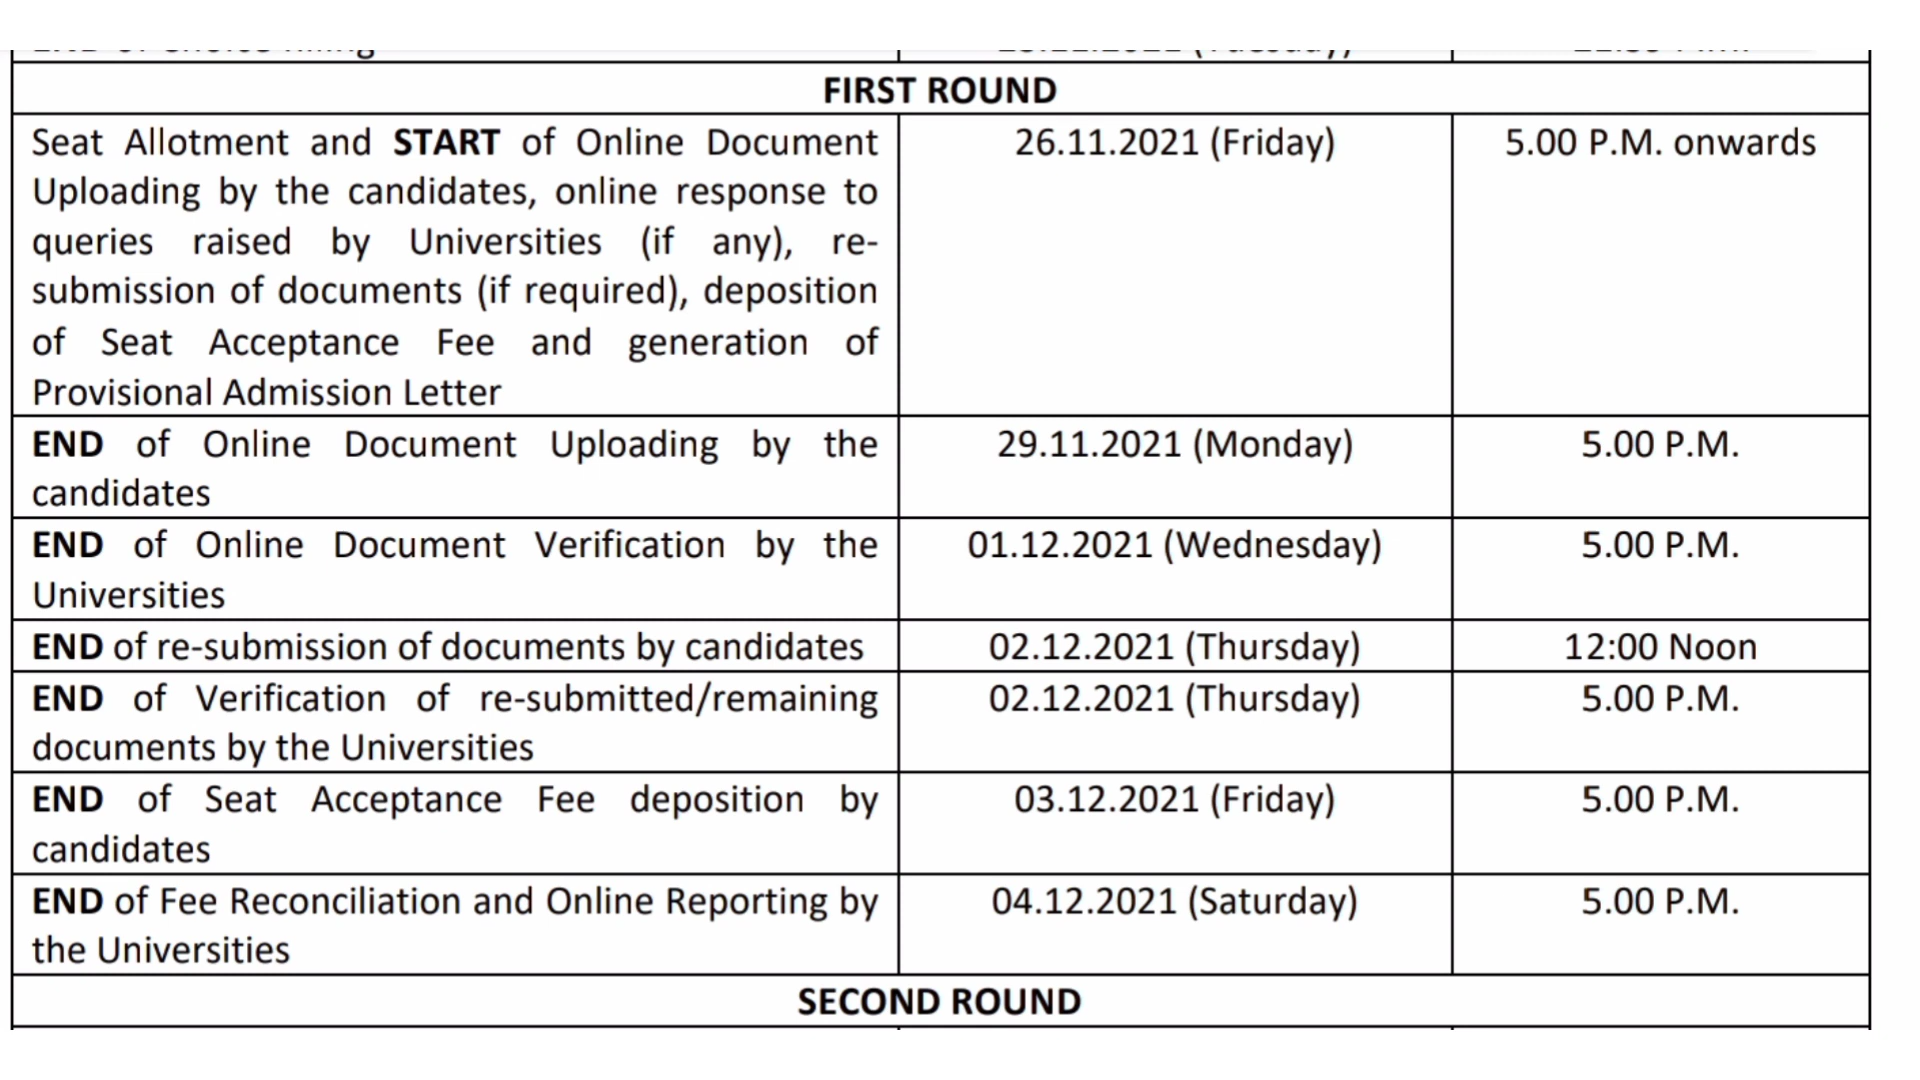 FIRST ROUND
Seat Allotment and START of Online Document
Uploading by the candidates, online response to
queries raised by Universities (if any), re-
submission of documents (if required), deposition
of Seat Acceptance Fee and generation of
Provisional Admission Letter
26.11.2021 (Friday)
5.00 P.M. onwards
END of Online Document Uploading by the
candidates
29.11.2021 (Monday)
5.00 P.M.
END of Online Document Verification by the
Universities
01.12.2021 (Wednesday)
5.00 P.M.
END of re-submission of documents by candidates
02.12.2021 (Thursday)
12:00 Noon
END of Verification of re-submitted/remaining
documents by the Universities
02.12.2021 (Thursday)
5.00 P.M.
END of Seat Acceptance Fee deposition by
candidates
03.12.2021 (Friday)
5.00 P.M.
END of Fee Reconciliation and Online Reporting by
the Universities
04.12.2021 (Saturday)
5.00 P.M.
SECOND ROUND